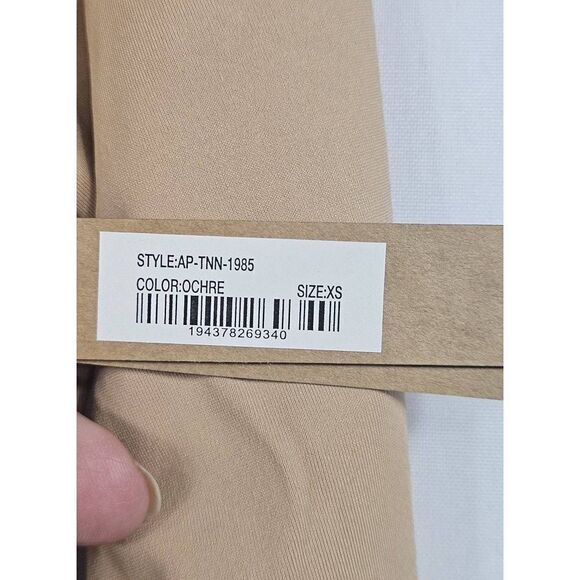 STYLE:AP-TNN-1985
COLOR:OCHRE SIZE:XS
194378269340